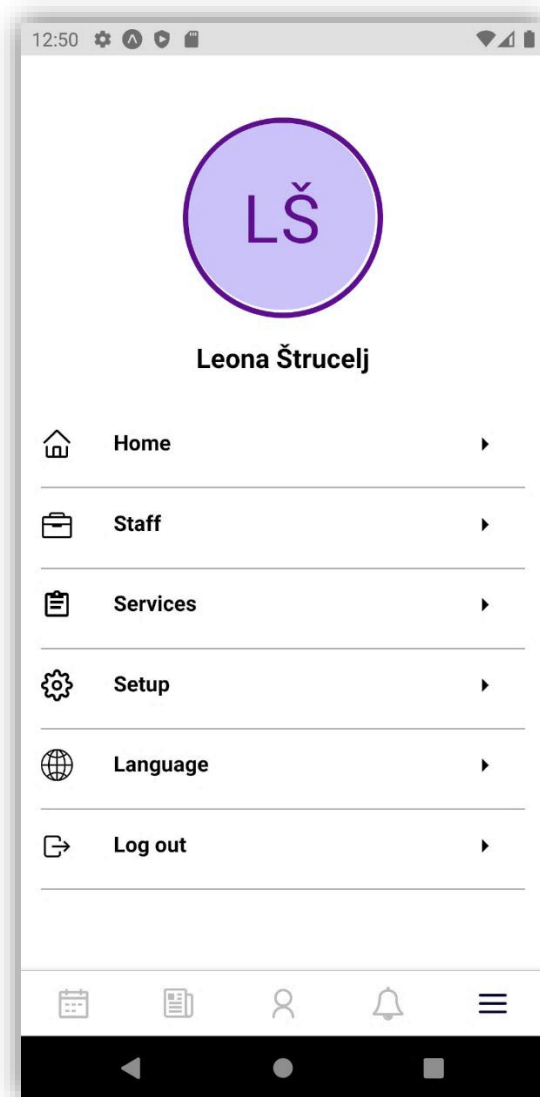 12:50
LŠ
Leona Štrucelj
Home
Staff
Services
Setup
Language
Log out